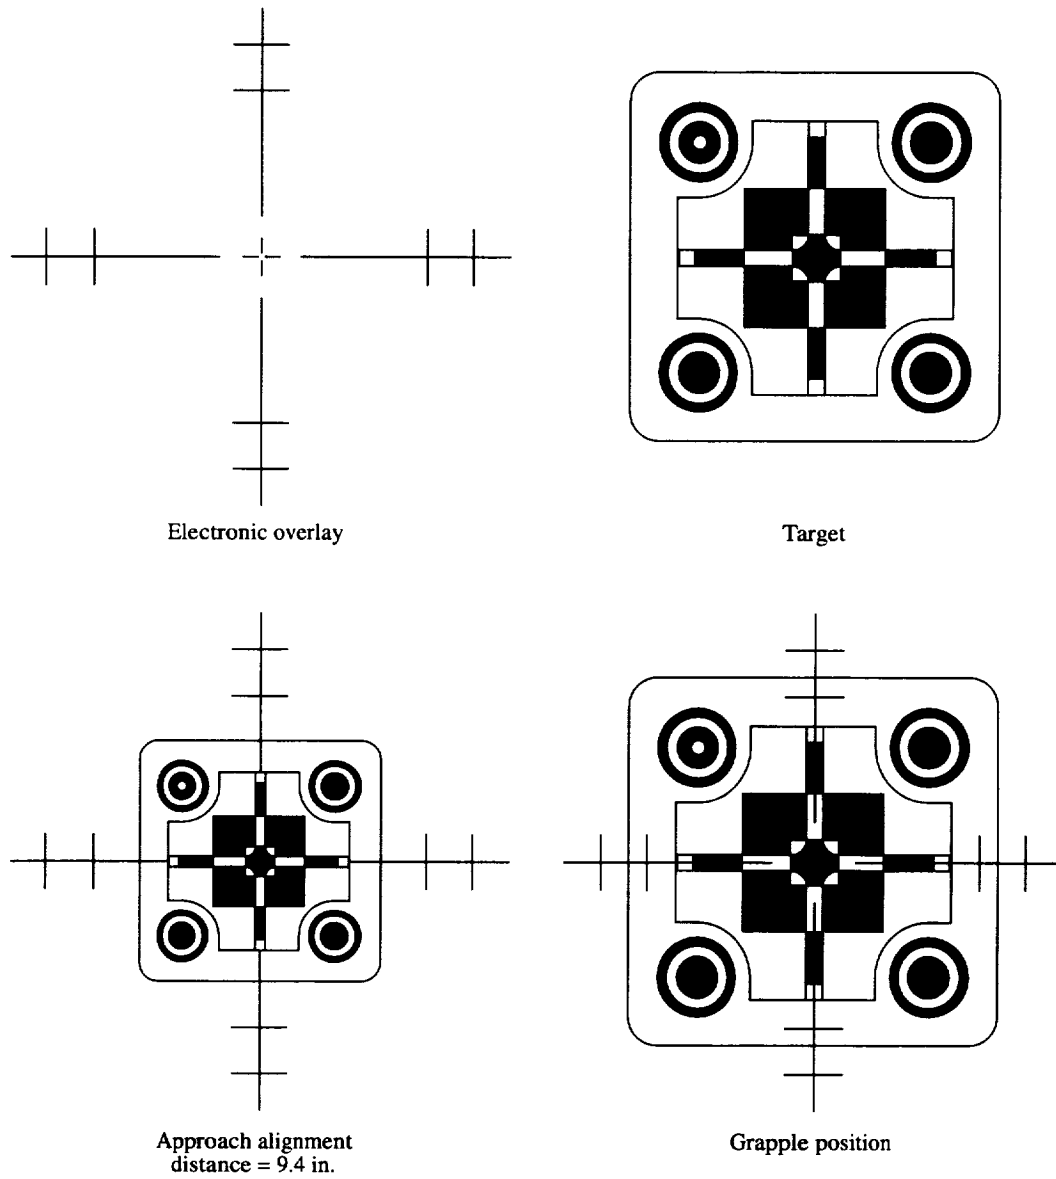 Electronic overlay
Target
Approach alignment
distance = 9.4 in.
Grapple position